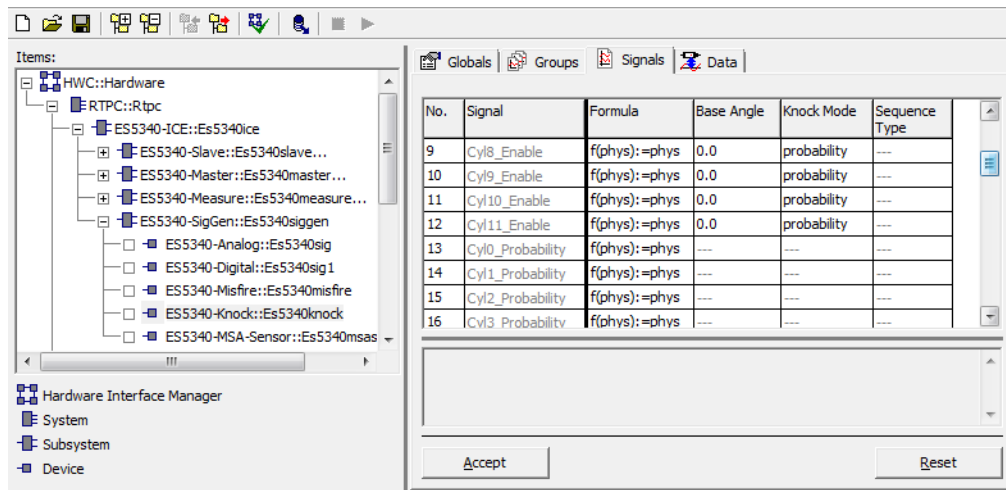 Items:
HWC::Hardware
RTPC::Rtpc
ES5340-ICE::Es5340ice
ES5340-Slave::Es5340slave...
ES5340-Master::Es5340master...
ES5340-Measure::Es5340measure...
ES5340-SigGen::Es5340siggen
ES5340-Analog::Es5340sig
ES5340-Digital::Es5340sig1
ES5340-Misfire::Es5340misfire
ES5340-Knock::Es5340knock
ES5340-MSA-Sensor::Es5340msas
Hardware Interface Manager
System
Subsystem
Device
Globals Groups Signals Data
No. Signal Formula Base Angle Knock Mode Sequence
Type
9 Cyl8_Enable f(phys):=phys 0.0 probability ---
10 Cyl9_Enable f(phys):=phys 0.0 probability ---
11 Cyl10_Enable f(phys):=phys 0.0 probability ---
12 Cyl11_Enable f(phys):=phys 0.0 probability ---
13 Cyl0_Probability f(phys):=phys --- --- ---
14 Cyl1_Probability f(phys):=phys --- --- ---
15 Cyl2_Probability f(phys):=phys --- --- ---
16 Cyl3_Probability f(phys):=phys --- --- ---
Accept Reset